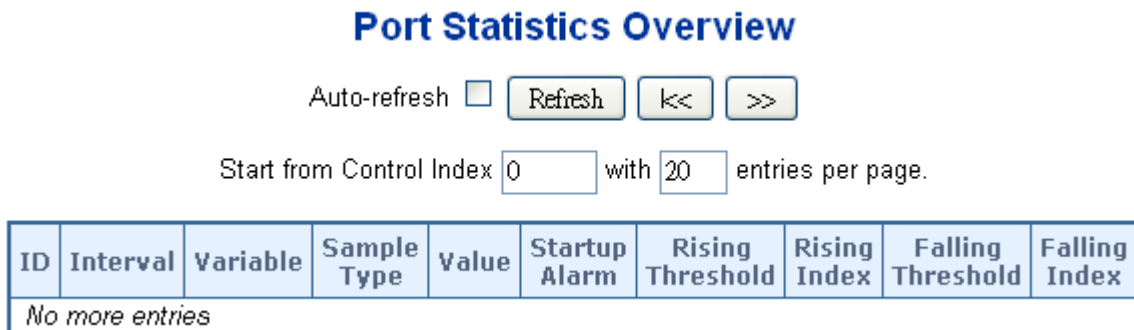 Port Statistics Overview
Auto-refresh Refresh |<< >>
Start from Control Index 0 with 20 entries per page.
ID Interval Variable Sample Type Value Startup Alarm Rising Threshold Rising Index Falling Threshold Falling Index
No more entries